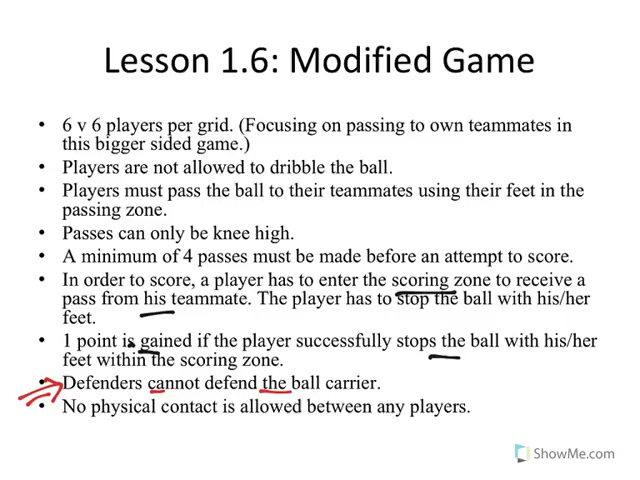 Lesson 1.6: Modified Game
• 6 v 6 players per grid. (Focusing on passing to own teammates in
this bigger sided game.)
• Players are not allowed to dribble the ball.
• Players must pass the ball to their teammates using their feet in the
passing zone.
• Passes can only be knee high.
• A minimum of 4 passes must be made before an attempt to score.
• In order to score, a player has to enter the scoring zone to receive a
pass from his teammate. The player has to stop the ball with his/her
feet.
• 1 point is gained if the player successfully stops the ball with his/her
feet within the scoring zone.
• Defenders cannot defend the ball carrier.
• No physical contact is allowed between any players.
ShowMe.com